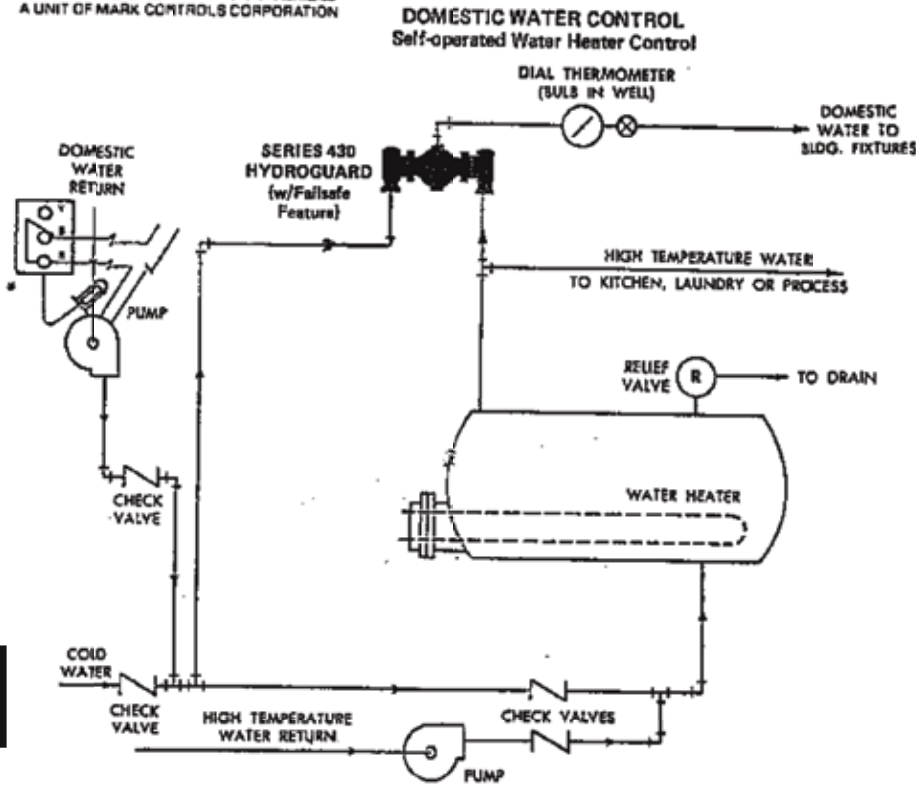 A UNIT OF MARK CONTROLS CORPORATION
DOMESTIC WATER CONTROL
Self-operated Water Heater Control
DIAL THERMOMETER
(BULB IN WELL)
DOMESTIC
WATER TO
BLDG. FIXTURES
DOMESTIC
WATER
RETURN
SERIES 430
HYDROGUARD
(w/Failsafe
Feature)
Y
B
R
*
PUMP
HIGH TEMPERATURE WATER
TO KITCHEN, LAUNDRY OR PROCESS
RELIEF
VALVE
R
TO DRAIN
CHECK
VALVE
WATER HEATER
COLD
WATER
CHECK
VALVE
HIGH TEMPERATURE
WATER RETURN
CHECK VALVES
PUMP